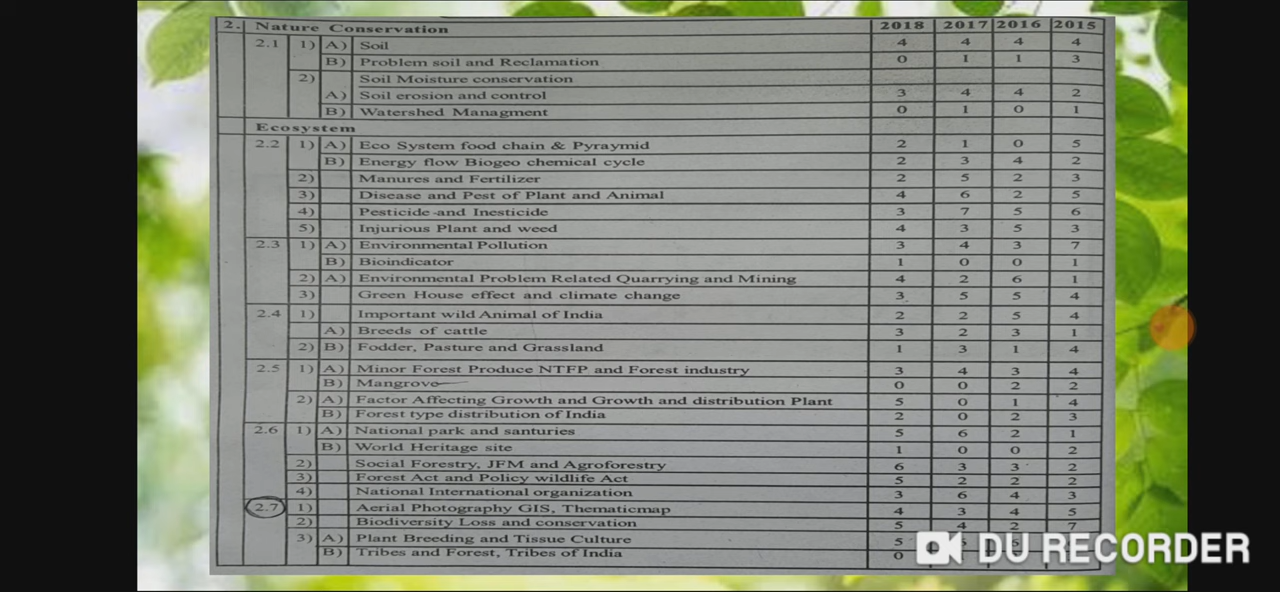 2. Nature Conservation 2018 2017 2016 2015
2.1 1) A) Soil 4 4 4 4
B) Problem soil and Reclamation 0 1 1 3
2) Soil Moisture conservation
A) Soil erosion and control 3 4 4 2
B) Watershed Managment 0 1 0 1
Ecosystem
2.2 1) A) Eco System food chain & Pyraymid 2 1 0 5
B) Energy flow Biogeo chemical cycle 2 3 4 2
2) Manures and Fertilizer 2 5 2 3
3) Disease and Pest of Plant and Animal 4 6 2 5
4) Pesticide and Inesticide 3 7 5 6
5) Injurious Plant and weed 4 3 5 3
2.3 1) A) Environmental Pollution 3 4 3 7
B) Bioindicator 1 0 0 1
2) A) Environmental Problem Related Quarrying and Mining 4 2 6 1
3) Green House effect and climate change 3 5 5 4
2.4 1) Important wild Animal of India 2 2 5 4
A) Breeds of cattle 3 2 3 1
2) B) Fodder, Pasture and Grassland 1 3 1 4
2.5 1) A) Minor Forest Produce NTFP and Forest industry 3 4 3 4
B) Mangrove 0 0 2 2
2) A) Factor Affecting Growth and Growth and distribution Plant 5 0 1 4
B) Forest type distribution of India 2 0 2 3
2.6 1) A) National park and santuries 5 6 2 1
B) World Heritage site 1 0 0 2
2) Social Forestry, JFM and Agroforestry 6 3 3 2
3) Forest Act and Policy wildlife Act 5 2 2 2
4) National International organization 3 6 4 3
2.7 1) Aerial Photography GIS, Thematicmap 4 3 4 5
2) Biodiversity Loss and conservation 5 4 2 7
3) A) Plant Breeding and Tissue Culture 5
B) Tribes and Forest, Tribes of India 0
DU RECORDER